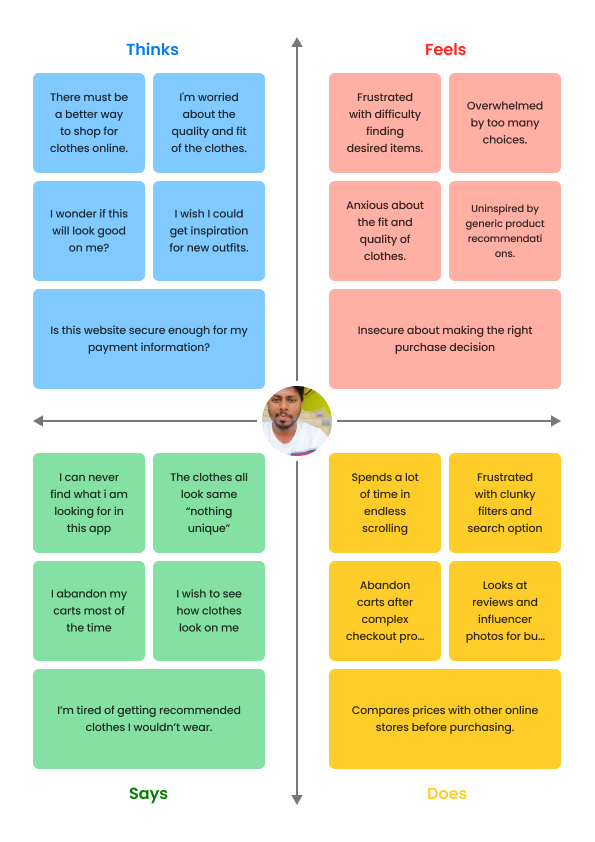 Thinks
Feels
There must be
a better way
to shop for
clothes online.
I'm worried
about the
quality and fit
of the clothes.
Frustrated
with difficulty
finding
desired items.
Overwhelmed
by too many
choices.
I wonder if this
will look good
on me?
I wish I could
get inspiration
for new outfits.
Anxious about
the fit and
quality of
clothes.
Uninspired by
generic product
recommendati
ons.
Is this website secure enough for my
payment information?
Insecure about making the right
purchase decision
I can never
find what i am
looking for in
this app
The clothes all
look same
“nothing
unique”
Spends a lot
of time in
endless
scrolling
Frustrated
with clunky
filters and
search option
I abandon my
carts most of
the time
I wish to see
how clothes
look on me
Abandon
carts after
complex
checkout pro...
Looks at
reviews and
influencer
photos for bu...
I’m tired of getting recommended
clothes I wouldn’t wear.
Compares prices with other online
stores before purchasing.
Says
Does